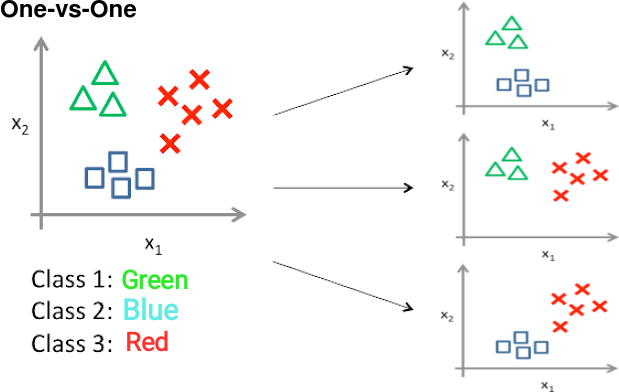 One-vs-One
x2
x1
Class 1: Green
Class 2: Blue
Class 3: Red
x2
x1
x2
x1
x2
x1